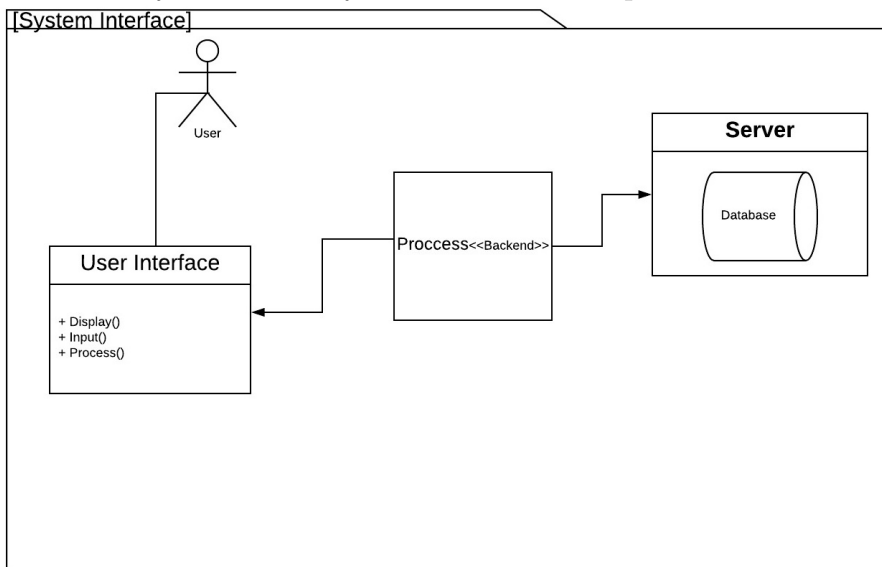 [System Interface]
User
Server
Database
Proccess<<Backend>>
User Interface
+ Display()
+ Input()
+ Process()